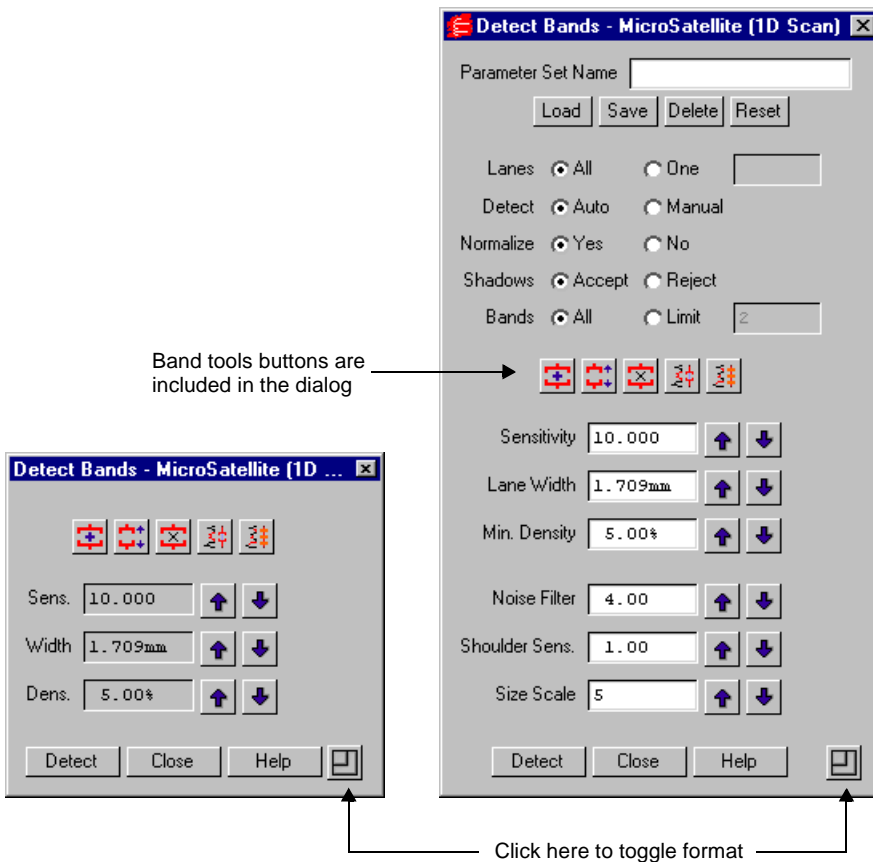 Detect Bands - MicroSatellite (1D Scan)
Parameter Set Name
Load Save Delete Reset
Lanes All One
Detect Auto Manual
Normalize Yes No
Shadows Accept Reject
Bands All Limit 2
Band tools buttons are
included in the dialog
Sensitivity 10.000
Lane Width 1.709mm
Min. Density 5.00%
Noise Filter 4.00
Shoulder Sens. 1.00
Size Scale 5
Detect Close Help
Detect Bands - MicroSatellite (1D ...
Sens. 10.000
Width 1.709mm
Dens. 5.00%
Detect Close Help
Click here to toggle format